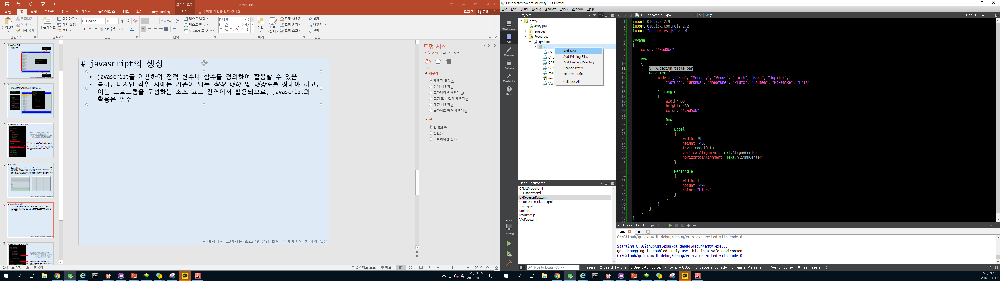 그리기 도구
PowerPoint
파일
홈
삽입
디자인
전환
애니메이션
슬라이드 쇼
검토
보기
Storyboarding
서식
수행할 작업을 알려 주세요.
로그인
공유
붙여넣기
잘라내기
복사
서식 복사
클립보드
새 슬라이드
레이아웃
다시 설정
구역
슬라이드
D2Coding
18
글꼴
텍스트 방향
텍스트 맞춤
SmartArt로 변환
단락
정렬
빠른
스타일
도형 채우기
도형 윤곽선
도형 효과
그리기
찾기
바꾸기
선택
편집
2
3
4
5
6
7
# javascript의 생성
• javascript를 이용하여 정적 변수나 함수를 정의하여 활용할 수 있음
• 특히, 디자인 작업 시에는 기준이 되는 색상 테마 및 해상도를 정해야 하고,
이는 프로그램을 구성하는 소스 코드 전역에서 활용되므로, javascript의
활용은 필수
* 예시에서 보여지는 소스 및 실행 화면은 이미지와 차이가 있음
도형 서식
도형 옵션
텍스트 옵션
채우기
채우기 없음(N)
단색 채우기(S)
그라데이션 채우기(G)
그림 또는 질감 채우기(P)
패턴 채우기(A)
슬라이드 배경 채우기(B)
선
선 없음(N)
실선(S)
그라데이션 선(G)
슬라이드 6/8
한국어
슬라이드 노트
메모
100 %
오후 3:46
2018-01-12
CPRepeaterRow.qml @ emty - Qt Creator
File Edit Build Debug Analyze Tools Window Help
Welcome
Edit
Design
Debug
Projects
Help
emty
Debug
Projects
emty
emty.pro
Sources
Resources
qml.qrc
/
CPL
CPL
CPR
CPR
mai
reso
VWP
Add New...
Add Existing Files...
Add Existing Directory...
Change Prefix...
Remove Prefix...
Collapse All
Open Documents
CPListModel.qml
CPListView.qml
CPRepeaterRow.qml
CPRepeaterColumn.qml
main.qml
qml.qrc
resources.js
VWPage.qml
CPRepeaterRow.qml
y
Line: 11, Col: 9
1 import QtQuick 2.9
2 import QtQuick.Controls 2.2
3 import "resources.js" as R
4
5 VWPage
6 {
7 color: "#abd0bc"
8
9 Row
10 {
11 y: R.design_title_bar
12 Repeater {
13 model: [ "Sun", "Mercury", "Venus", "Earth", "Mars", "Jupiter",
14 "Saturn", "Uranus", "Naeptune", "Pluto", "Haumea", "Makemake", "Eris"]
15
16 Rectangle
17 {
18 width: 80
19 height: 480
20 color: "#cad5db"
21
22 Row
23 {
24 Label
25 {
26 width: 79
27 height: 480
28 text: modelData
29 verticalAlignment: Text.AlignVCenter
30 horizontalAlignment: Text.AlignHCenter
31 }
32
33 Rectangle
34 {
35 width: 1
36 height: 480
37 color: "black"
38 }
39 }
40 }
41 }
42 }
43 }
Application Output
emty
emty
C:/Github/qmlexam/dt-debug/debug/emty.exe exited with code 0
Starting C:\Github\qmlexam\dt-debug\debug\emty.exe...
QML debugging is enabled. Only use this in a safe environment.
C:/Github/qmlexam/dt-debug/debug/emty.exe exited with code 0
Type to locate (Ctrl+K)
1 Issues
2 Search Results
3 Application Output
4 Compile Output
5 Debugger Console
6 General Messages
7 Version Control
8 Test Results
오후 3:46
2018-01-12